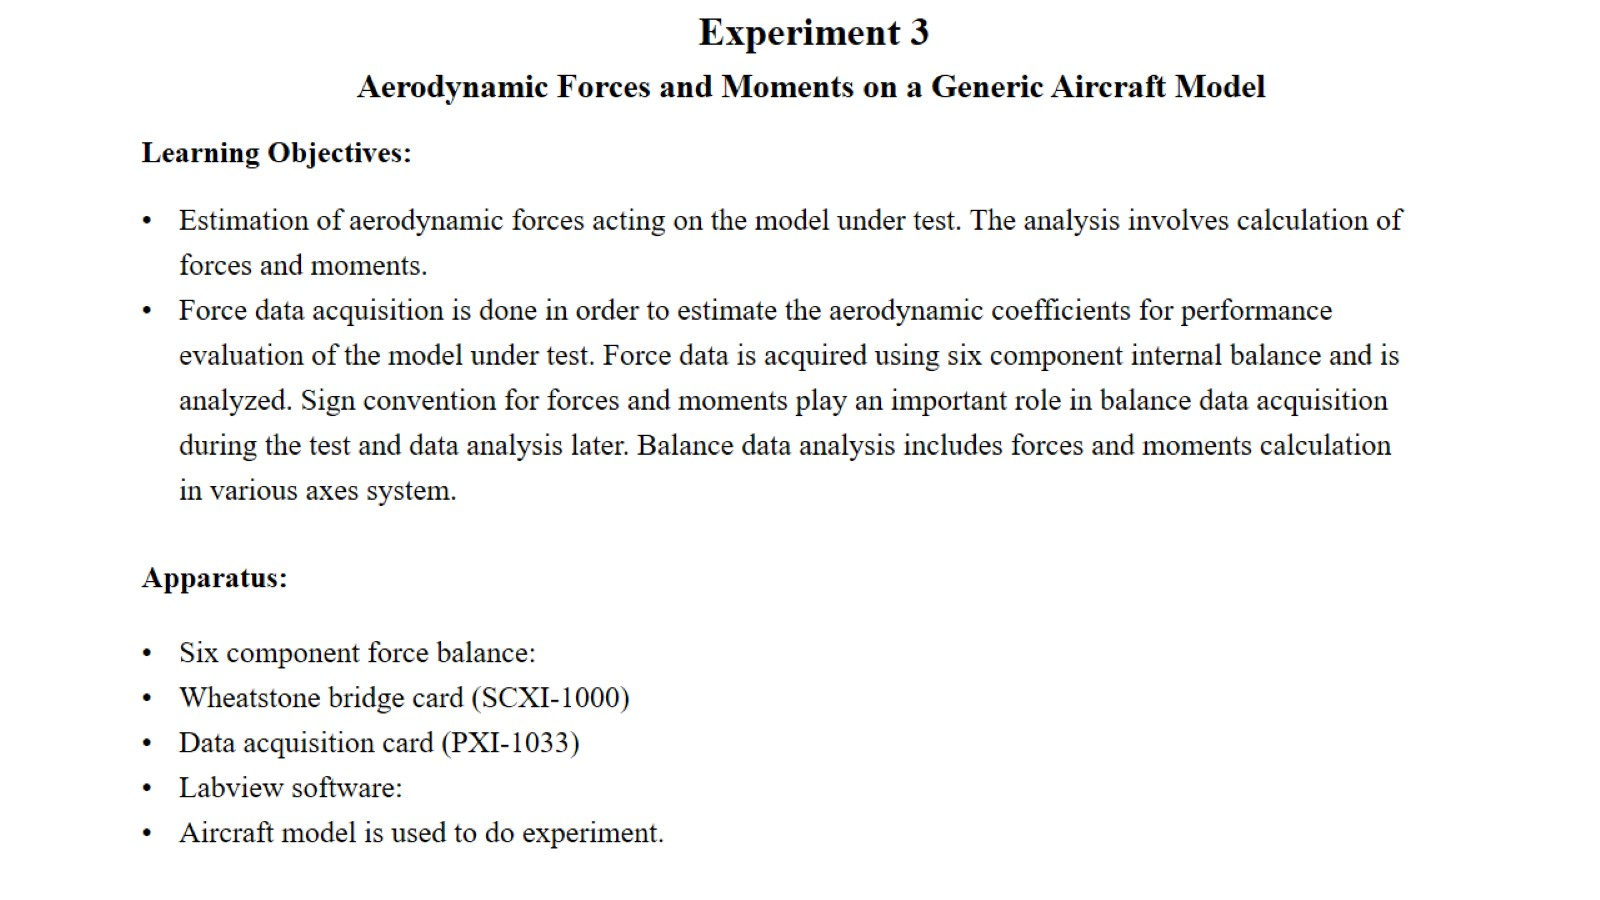 Experiment 3
Aerodynamic Forces and Moments on a Generic Aircraft Model
Learning Objectives:
• Estimation of aerodynamic forces acting on the model under test. The analysis involves calculation of
forces and moments.
• Force data acquisition is done in order to estimate the aerodynamic coefficients for performance
evaluation of the model under test. Force data is acquired using six component internal balance and is
analyzed. Sign convention for forces and moments play an important role in balance data acquisition
during the test and data analysis later. Balance data analysis includes forces and moments calculation
in various axes system.
Apparatus:
• Six component force balance:
• Wheatstone bridge card (SCXI-1000)
• Data acquisition card (PXI-1033)
• Labview software:
• Aircraft model is used to do experiment.